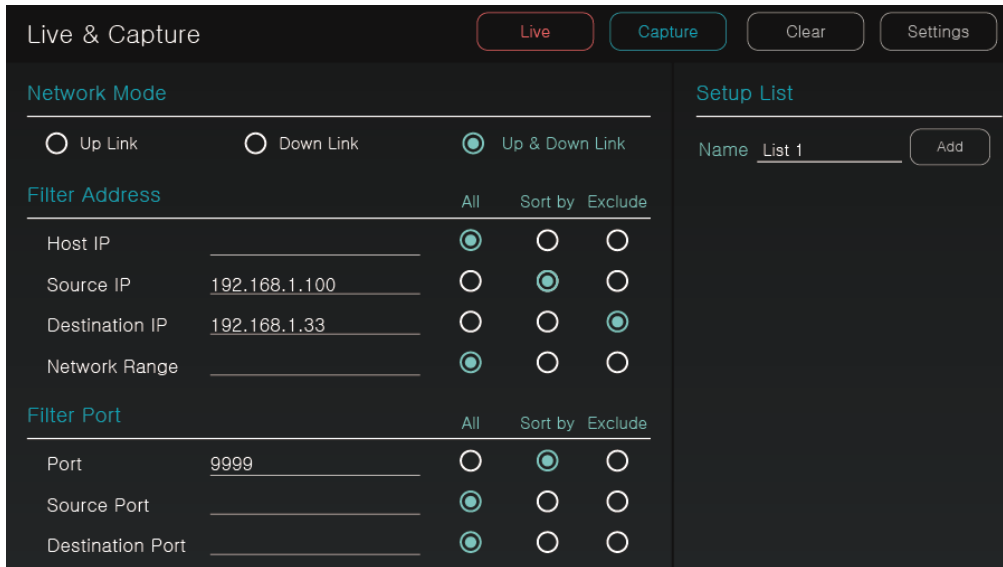 Live & Capture Live Capture Clear Settings
Network Mode
Up Link Down Link Up & Down Link
Filter Address All Sort by Exclude
Host IP
Source IP 192.168.1.100
Destination IP 192.168.1.33
Network Range
Filter Port All Sort by Exclude
Port 9999
Source Port
Destination Port
Setup List
Name List 1 Add